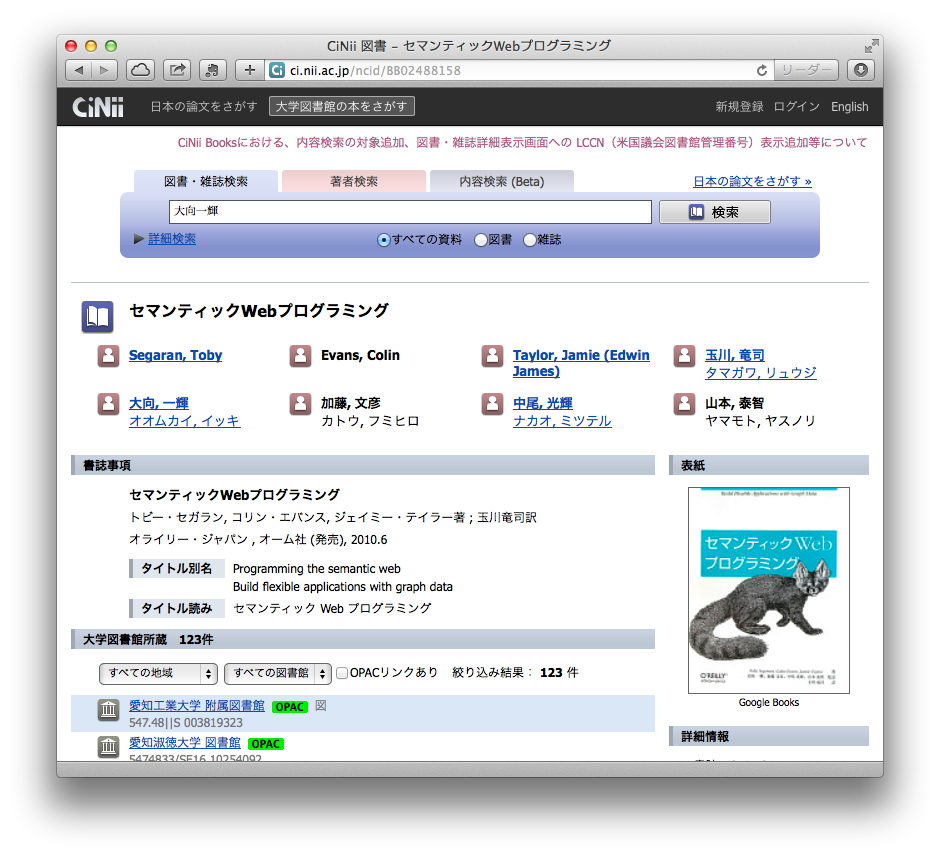 CiNii 図書 - セマンティックWebプログラミング
ci.nii.ac.jp/ncid/BB02488158
リーダー
CiNii 日本の論文をさがす 大学図書館の本をさがす 新規登録 ログイン English
CiNii Booksにおける、内容検索の対象追加、図書・雑誌詳細表示画面への LCCN（米国議会図書館管理番号）表示追加等について
図書・雑誌検索 著者検索 内容検索 (Beta) 日本の論文をさがす »
大向一輝 検索
詳細検索 すべての資料 図書 雑誌
セマンティックWebプログラミング
Segaran, Toby
Evans, Colin
Taylor, Jamie (Edwin James)
玉川, 竜司
タマガワ, リュウジ
大向, 一輝
オオムカイ, イッキ
加藤, 文彦
カトウ, フミヒロ
中尾, 光輝
ナカオ, ミツテル
山本, 泰智
ヤマモト, ヤスノリ
書誌事項
セマンティックWebプログラミング
トビー・セガラン, コリン・エバンス, ジェイミー・テイラー著 ; 玉川竜司訳
オライリー・ジャパン , オーム社 (発売), 2010.6
タイトル別名 Programming the semantic web
Build flexible applications with graph data
タイトル読み セマンティック Web プログラミング
大学図書館所蔵 123件
すべての地域 すべての図書館 OPACリンクあり 絞り込み結果： 123 件
愛知工業大学 附属図書館 OPAC 図
547.48||S 003819323
愛知淑徳大学 図書館 OPAC
5474833/SE16 10254092
表紙
Build Flexible Applications with Graph Data
セマンティック Web
プログラミング
O'REILLY
Google Books
詳細情報